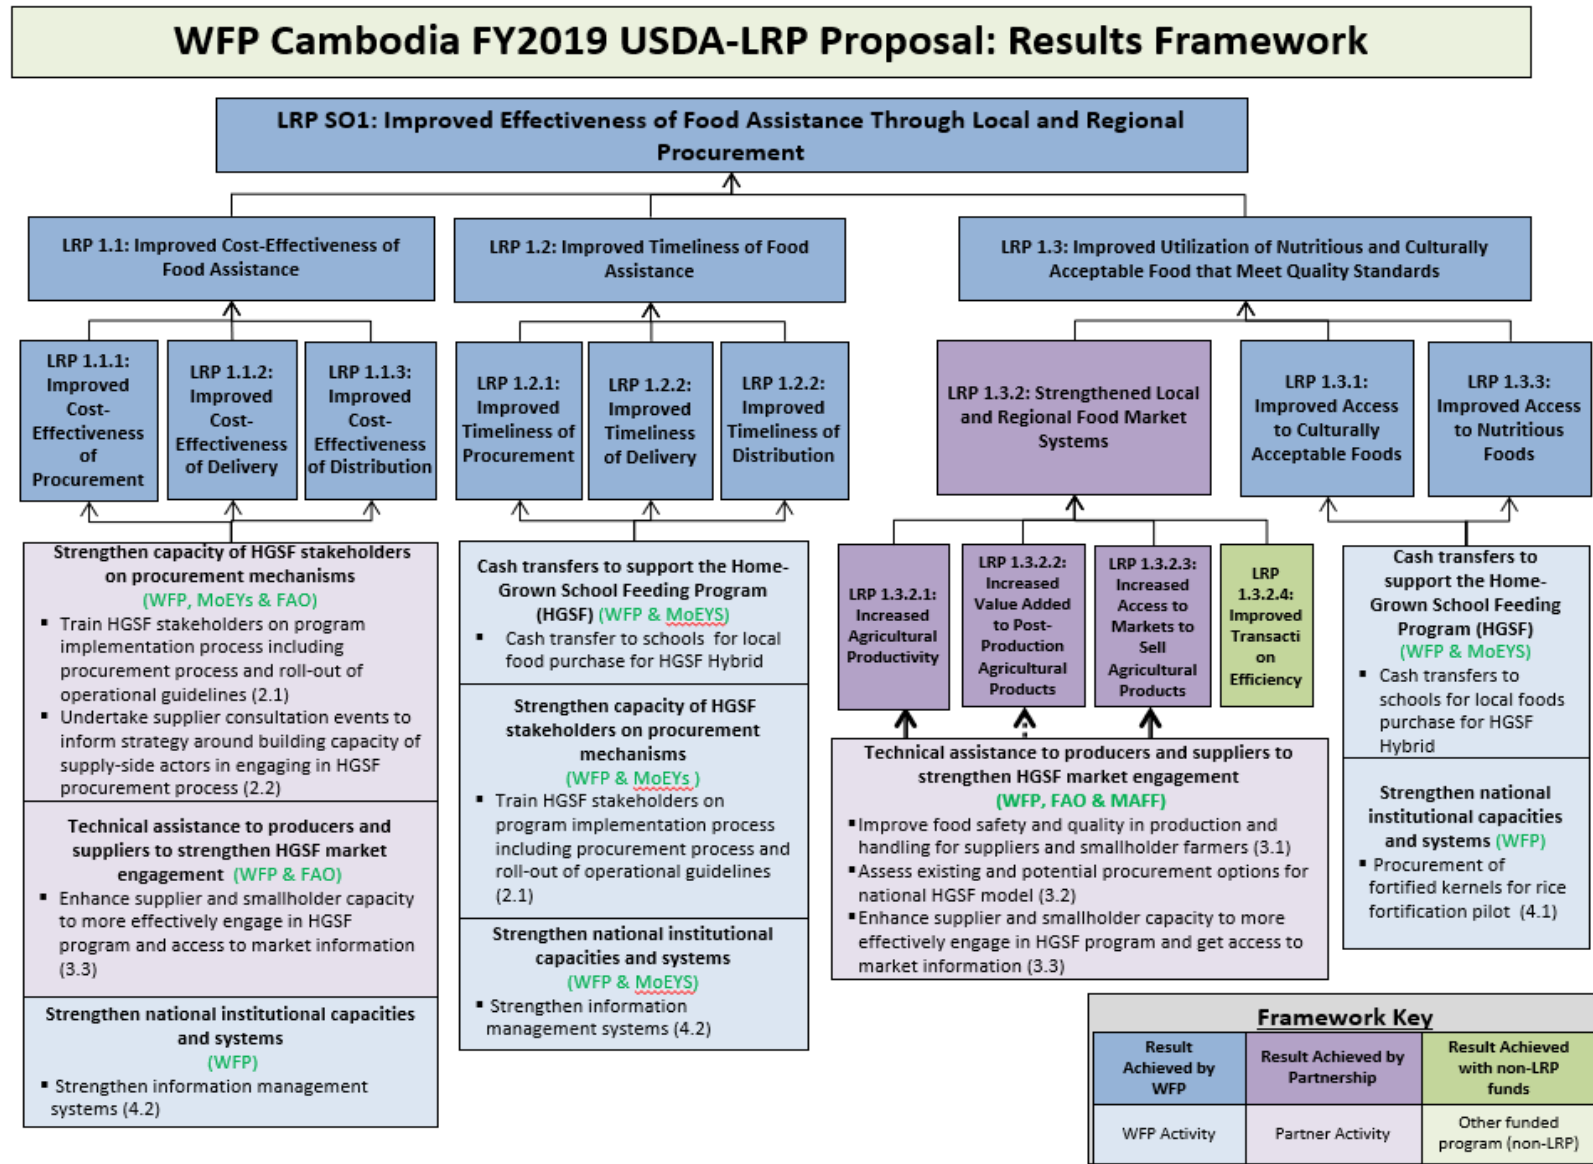 WFP Cambodia FY2019 USDA-LRP Proposal: Results Framework
LRP SO1: Improved Effectiveness of Food Assistance Through Local and Regional
Procurement
LRP 1.1: Improved Cost-Effectiveness of
Food Assistance
LRP 1.2: Improved Timeliness of Food
Assistance
LRP 1.3: Improved Utilization of Nutritious and Culturally
Acceptable Food that Meet Quality Standards
LRP 1.1.1:
Improved
Cost-
Effectiveness
of
Procurement
LRP 1.1.2:
Improved
Cost-
Effectiveness
of Delivery
LRP 1.1.3:
Improved
Cost-
Effectiveness
of Distribution
LRP 1.2.1:
Improved
Timeliness of
Procurement
LRP 1.2.2:
Improved
Timeliness
of Delivery
LRP 1.2.2:
Improved
Timeliness of
Distribution
LRP 1.3.2: Strengthened Local
and Regional Food Market
Systems
LRP 1.3.1:
Improved Access
to Culturally
Acceptable Foods
LRP 1.3.3:
Improved Access
to Nutritious
Foods
Strengthen capacity of HGSF stakeholders
on procurement mechanisms
(WFP, MoEYs & FAO)
▪ Train HGSF stakeholders on program
implementation process including
procurement process and roll-out of
operational guidelines (2.1)
▪ Undertake supplier consultation events to
inform strategy around building capacity of
supply-side actors in engaging in HGSF
procurement process (2.2)
Technical assistance to producers and
suppliers to strengthen HGSF market
engagement (WFP & FAO)
▪ Enhance supplier and smallholder capacity
to more effectively engage in HGSF
program and access to market information
(3.3)
Strengthen national institutional capacities
and systems
(WFP)
▪ Strengthen information management
systems (4.2)
Cash transfers to support the Home-
Grown School Feeding Program
(HGSF) (WFP & MoEYS)
▪ Cash transfer to schools for local
food purchase for HGSF Hybrid
Strengthen capacity of HGSF
stakeholders on procurement
mechanisms
(WFP & MoEYs )
▪ Train HGSF stakeholders on
program implementation process
including procurement process and
roll-out of operational guidelines
(2.1)
Strengthen national institutional
capacities and systems
(WFP & MoEYS)
▪ Strengthen information
management systems (4.2)
LRP 1.3.2.1:
Increased
Agricultural
Productivity
LRP 1.3.2.2:
Increased
Value Added
to Post-
Production
Agricultural
Products
LRP 1.3.2.3:
Increased
Access to
Markets to
Sell
Agricultural
Products
LRP
1.3.2.4:
Improved
Transacti
on
Efficiency
Technical assistance to producers and suppliers to
strengthen HGSF market engagement
(WFP, FAO & MAFF)
▪ Improve food safety and quality in production and
handling for suppliers and smallholder farmers (3.1)
▪ Assess existing and potential procurement options for
national HGSF model (3.2)
▪ Enhance supplier and smallholder capacity to more
effectively engage in HGSF program and get access to
market information (3.3)
Cash transfers to
support the Home-
Grown School Feeding
Program (HGSF)
(WFP & MoEYS)
▪ Cash transfers to
schools for local foods
purchase for HGSF
Hybrid
Strengthen national
institutional capacities
and systems (WFP)
▪ Procurement of
fortified kernels for rice
fortification pilot (4.1)
Framework Key
Result
Achieved by
WFP
Result Achieved by
Partnership
Result Achieved
with non-LRP
funds
WFP Activity
Partner Activity
Other funded
program (non-LRP)